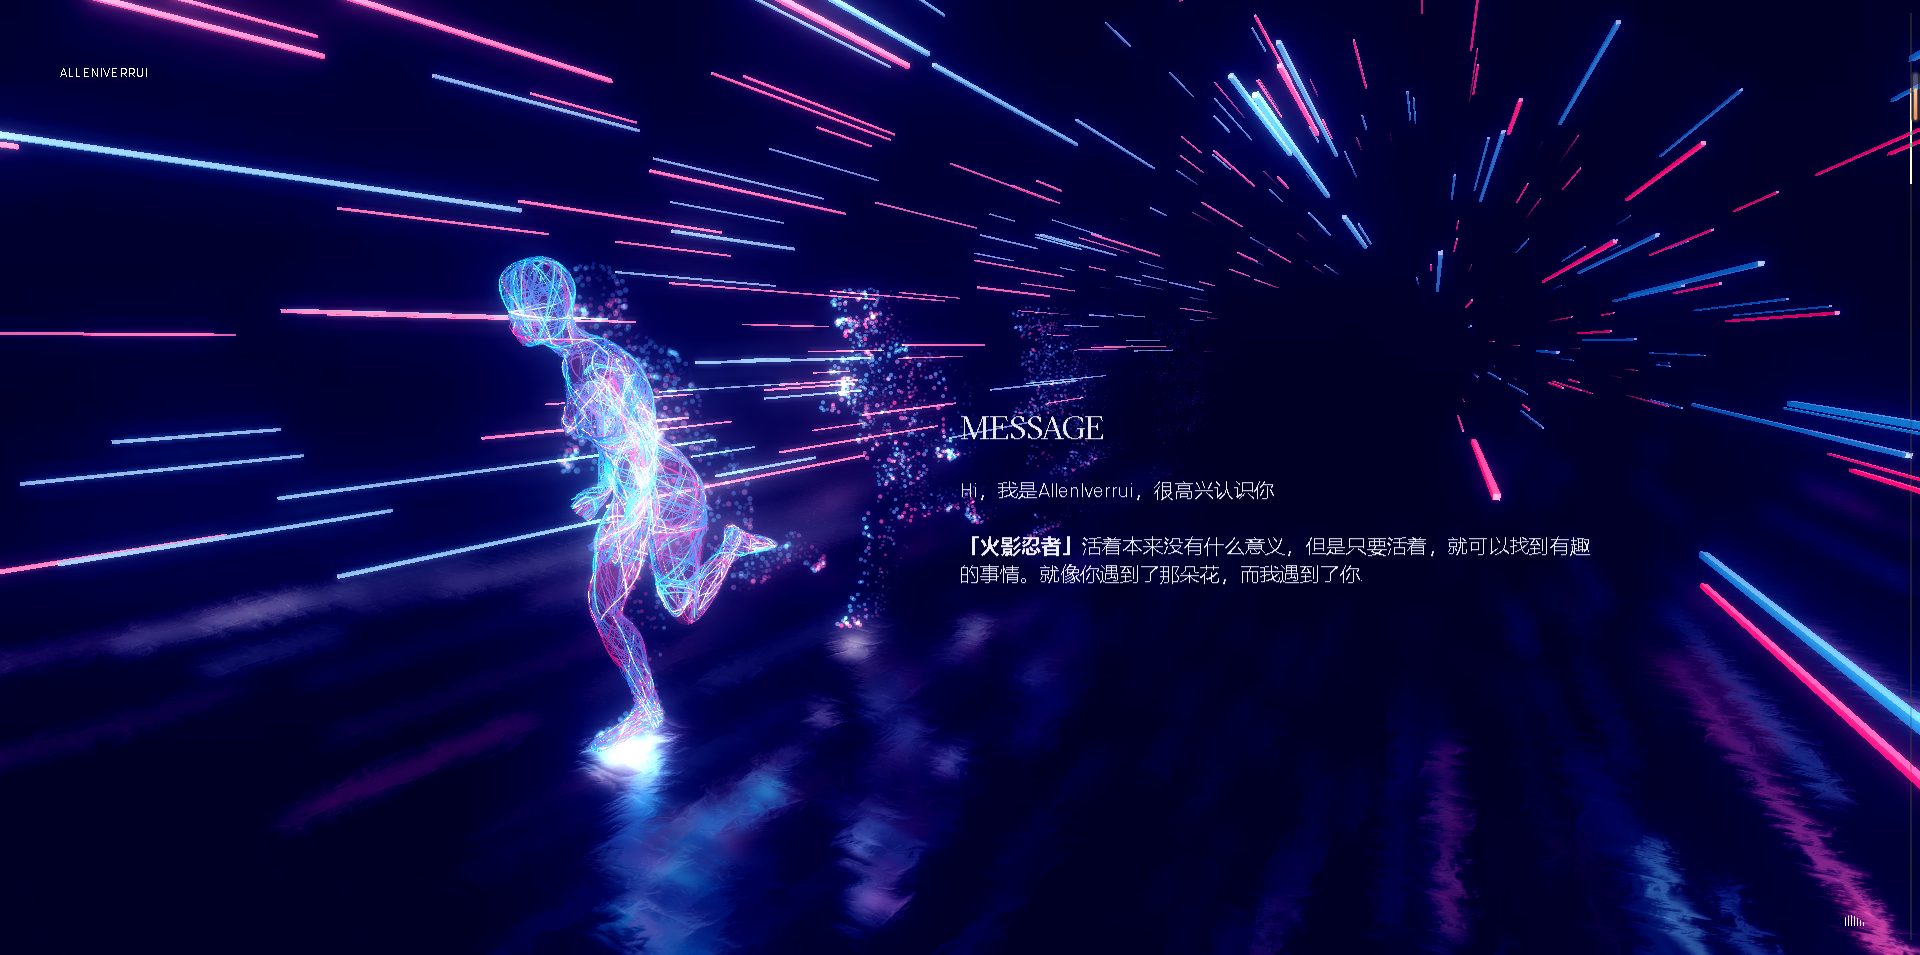 ALLENIVERRUI
MESSAGE
Hi，我是AllenIverrui，很高兴认识你
「火影忍者」活着本来没有什么意义，但是只要活着，就可以找到有趣
的事情。就像你遇到了那朵花，而我遇到了你.